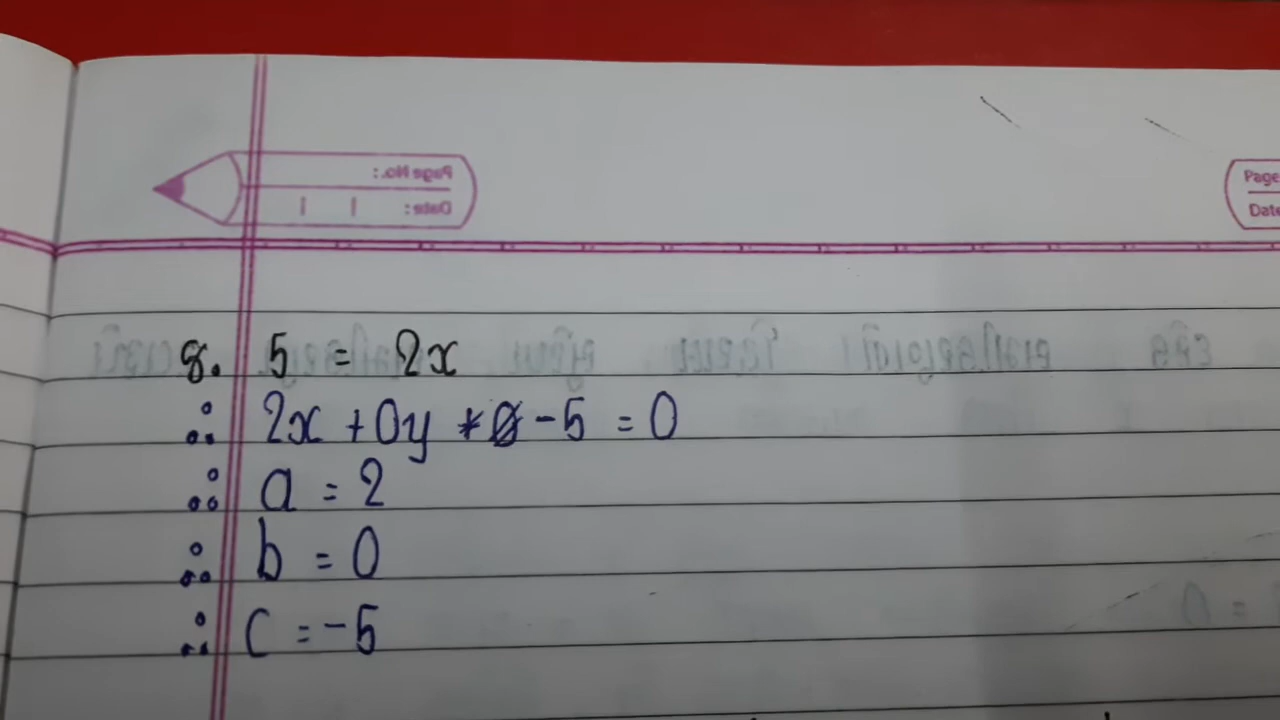 Page No.:
Date:
Page
Date
8. 5 = 2x
∴ 2x + 0y - 5 = 0
∴ a = 2
∴ b = 0
∴ C = -5
= 0